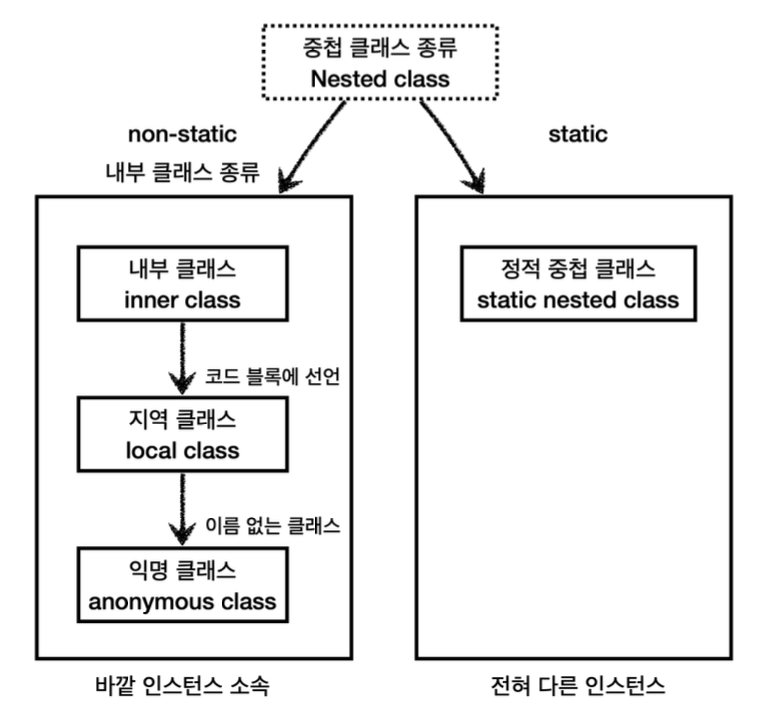 중첩 클래스 종류
Nested class
non-static
내부 클래스 종류
static
내부 클래스
inner class
코드 블록에 선언
지역 클래스
local class
이름 없는 클래스
익명 클래스
anonymous class
바깥 인스턴스 소속
정적 중첩 클래스
static nested class
전혀 다른 인스턴스